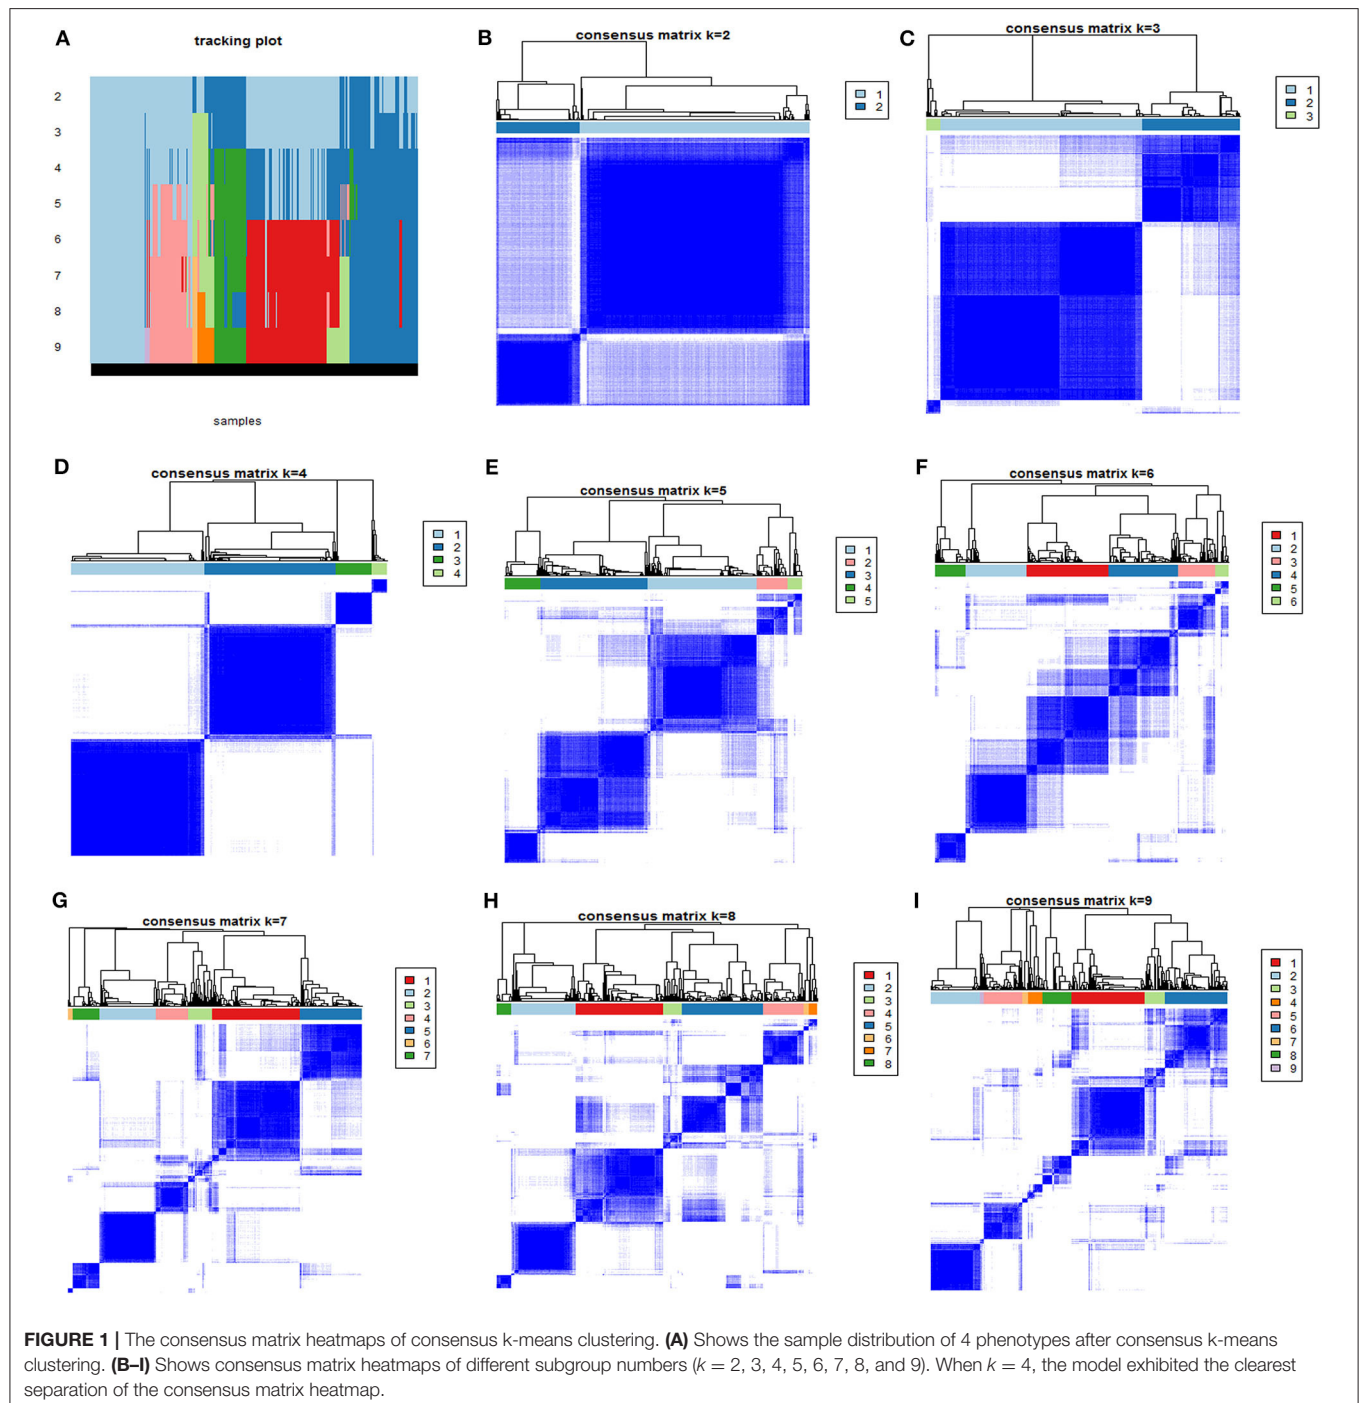 A
tracking plot
2
3
4
5
6
7
8
9
samples
B
consensus matrix k=2
1
2
C
consensus matrix k=3
1
2
3
D
consensus matrix k=4
1
2
3
4
E
consensus matrix k=5
1
2
3
4
5
F
consensus matrix k=6
1
2
3
4
5
6
G
consensus matrix k=7
1
2
3
4
5
6
7
H
consensus matrix k=8
1
2
3
4
5
6
7
8
I
consensus matrix k=9
1
2
3
4
5
6
7
8
9
FIGURE 1 | The consensus matrix heatmaps of consensus k-means clustering. (A) Shows the sample distribution of 4 phenotypes after consensus k-means
clustering. (B–I) Shows consensus matrix heatmaps of different subgroup numbers (k = 2, 3, 4, 5, 6, 7, 8, and 9). When k = 4, the model exhibited the clearest
separation of the consensus matrix heatmap.